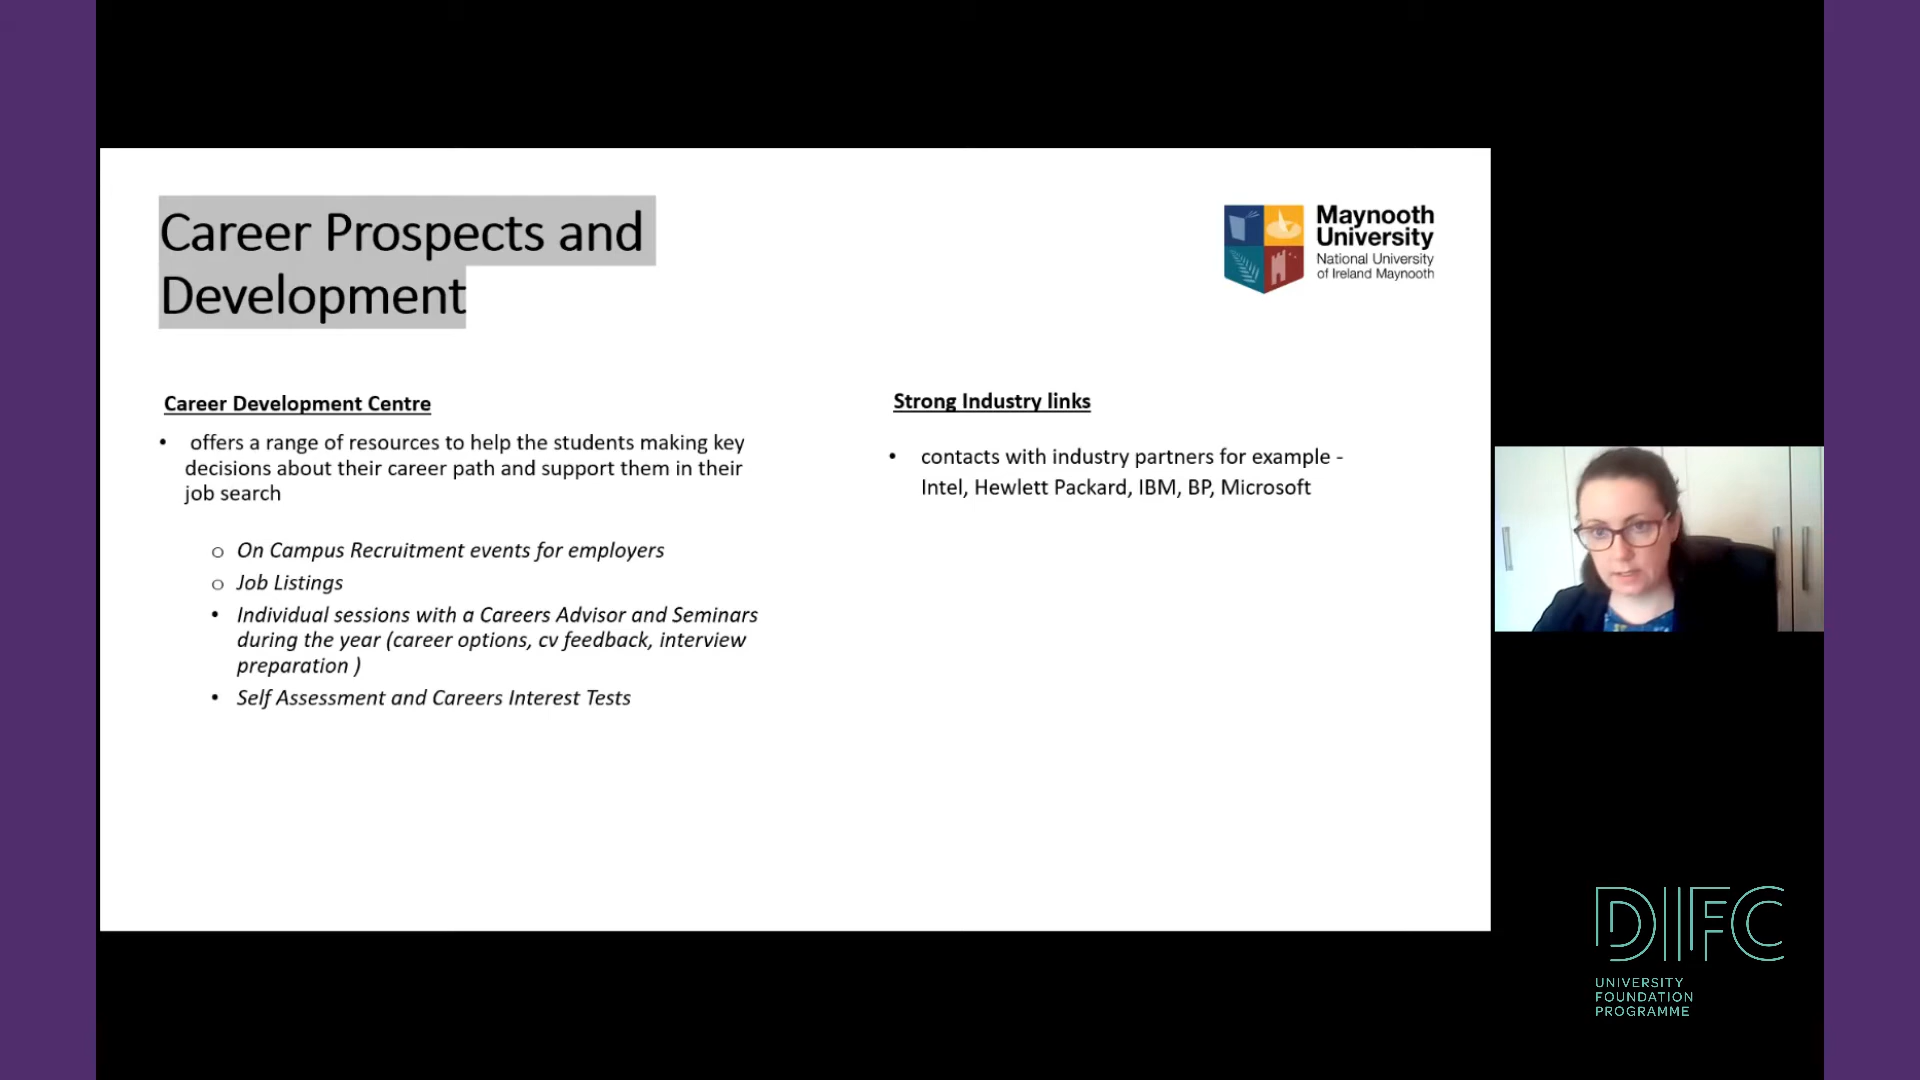 Career Prospects and
Development
Maynooth
University
National University
of Ireland Maynooth
Career Development Centre
• offers a range of resources to help the students making key
decisions about their career path and support them in their
job search
o On Campus Recruitment events for employers
o Job Listings
• Individual sessions with a Careers Advisor and Seminars
during the year (career options, cv feedback, interview
preparation )
• Self Assessment and Careers Interest Tests
Strong Industry links
• contacts with industry partners for example -
Intel, Hewlett Packard, IBM, BP, Microsoft
DIFC
UNIVERSITY
FOUNDATION
PROGRAMME